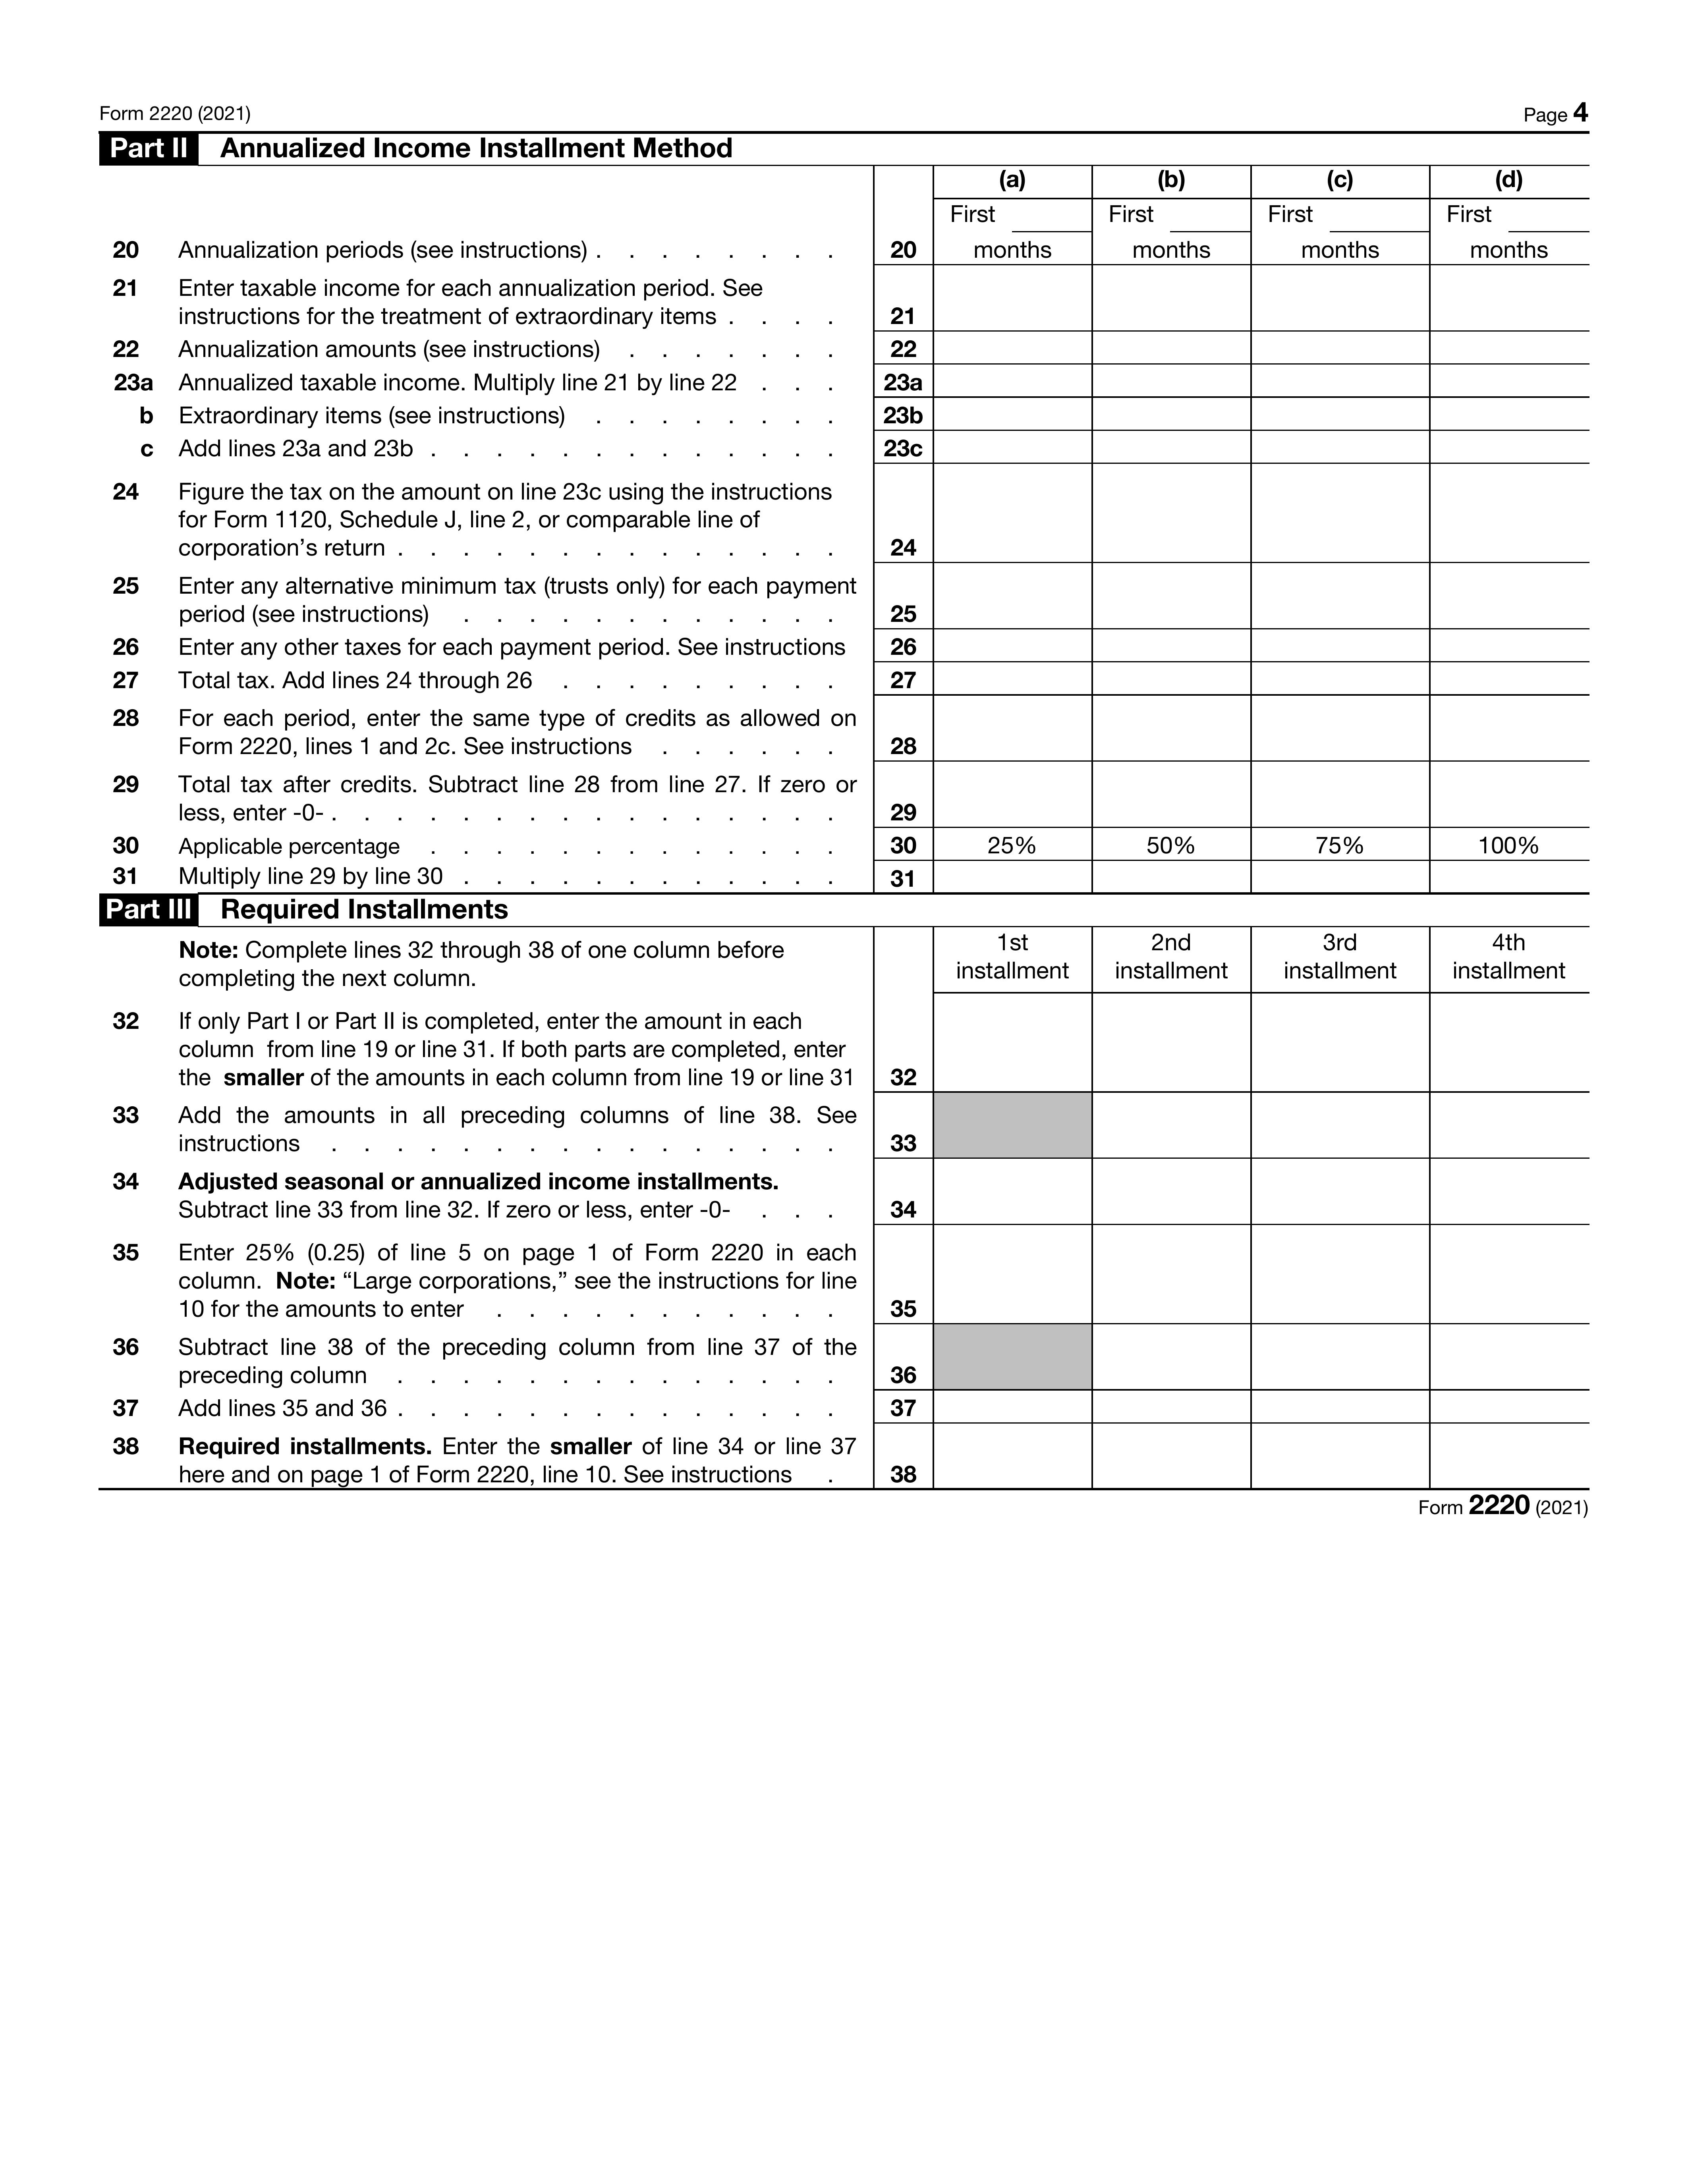 Form 2220 (2021)
Page 4
Part II Annualized Income Installment Method
(a) (b) (c) (d)
First ____ First ____ First ____ First ____
20 Annualization periods (see instructions) . . . . . . . . 20 months months months months
21 Enter taxable income for each annualization period. See
instructions for the treatment of extraordinary items . . . . 21
22 Annualization amounts (see instructions) . . . . . . . 22
23a Annualized taxable income. Multiply line 21 by line 22 . . . 23a
b Extraordinary items (see instructions) . . . . . . . . 23b
c Add lines 23a and 23b . . . . . . . . . . . . . 23c
24 Figure the tax on the amount on line 23c using the instructions
for Form 1120, Schedule J, line 2, or comparable line of
corporation’s return . . . . . . . . . . . . . . 24
25 Enter any alternative minimum tax (trusts only) for each payment
period (see instructions) . . . . . . . . . . . . 25
26 Enter any other taxes for each payment period. See instructions 26
27 Total tax. Add lines 24 through 26 . . . . . . . . . 27
28 For each period, enter the same type of credits as allowed on
Form 2220, lines 1 and 2c. See instructions . . . . . . 28
29 Total tax after credits. Subtract line 28 from line 27. If zero or
less, enter -0- . . . . . . . . . . . . . . . . 29
30 Applicable percentage . . . . . . . . . . . . . 30 25% 50% 75% 100%
31 Multiply line 29 by line 30 . . . . . . . . . . . . 31
Part III Required Installments
Note: Complete lines 32 through 38 of one column before
completing the next column.
1st 2nd 3rd 4th
installment installment installment installment
32 If only Part I or Part II is completed, enter the amount in each
column from line 19 or line 31. If both parts are completed, enter
the smaller of the amounts in each column from line 19 or line 31 32
33 Add the amounts in all preceding columns of line 38. See
instructions . . . . . . . . . . . . . . . . 33
34 Adjusted seasonal or annualized income installments.
Subtract line 33 from line 32. If zero or less, enter -0- . . . 34
35 Enter 25% (0.25) of line 5 on page 1 of Form 2220 in each
column. Note: “Large corporations,” see the instructions for line
10 for the amounts to enter . . . . . . . . . . . 35
36 Subtract line 38 of the preceding column from line 37 of the
preceding column . . . . . . . . . . . . . . 36
37 Add lines 35 and 36 . . . . . . . . . . . . . . 37
38 Required installments. Enter the smaller of line 34 or line 37
here and on page 1 of Form 2220, line 10. See instructions . 38
Form 2220 (2021)